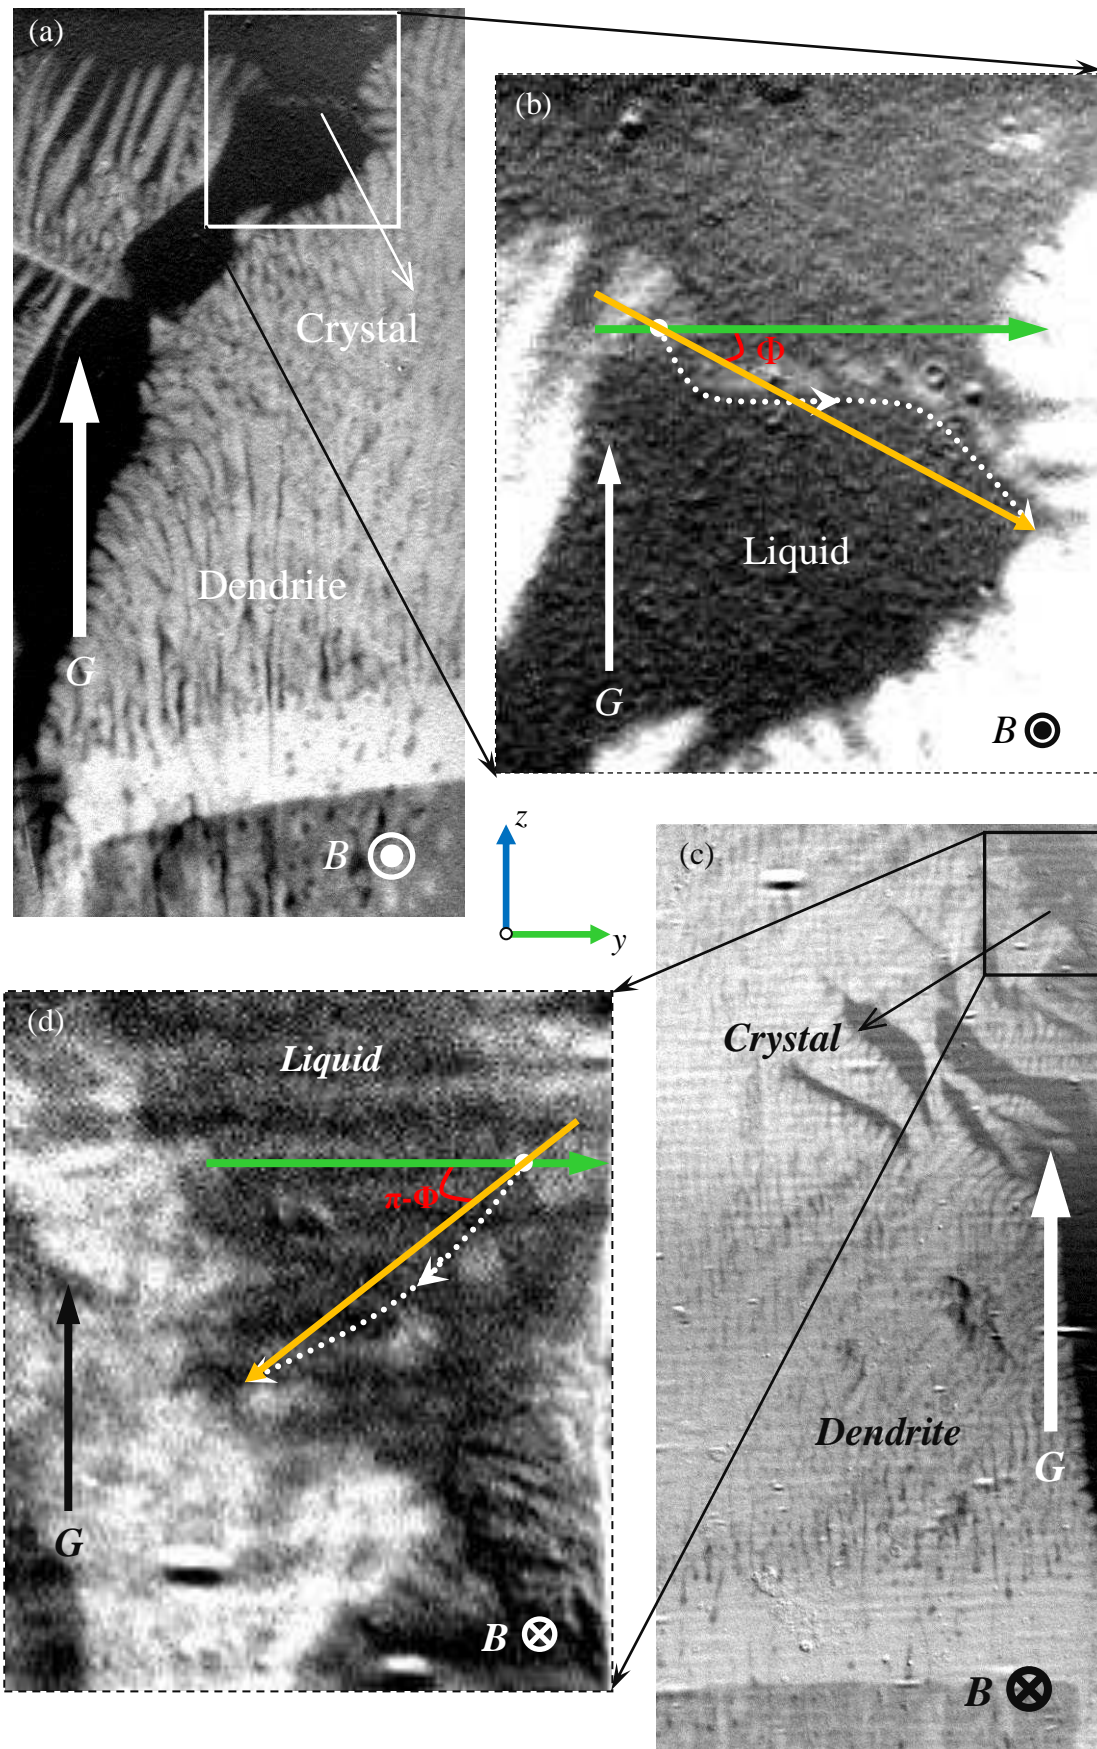 (a)
Crystal
Dendrite
G
B
(b)
Φ
Liquid
G
B
z
y
(c)
Crystal
Dendrite
G
B
(d)
Liquid
π-Φ
G
B